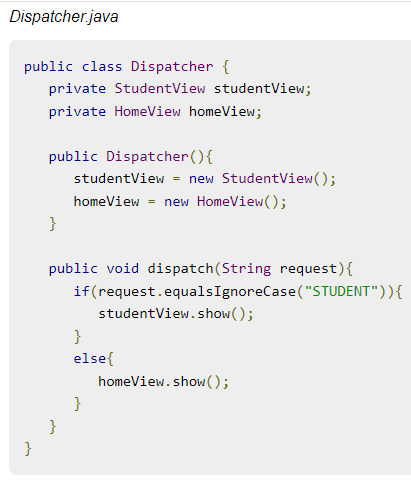 Dispatcher.java
public class Dispatcher {
   private StudentView studentView;
   private HomeView homeView;
   public Dispatcher(){
      studentView = new StudentView();
      homeView = new HomeView();
   }
   public void dispatch(String request){
      if(request.equalsIgnoreCase("STUDENT")){
         studentView.show();
      }
      else{
         homeView.show();
      }
   }
}